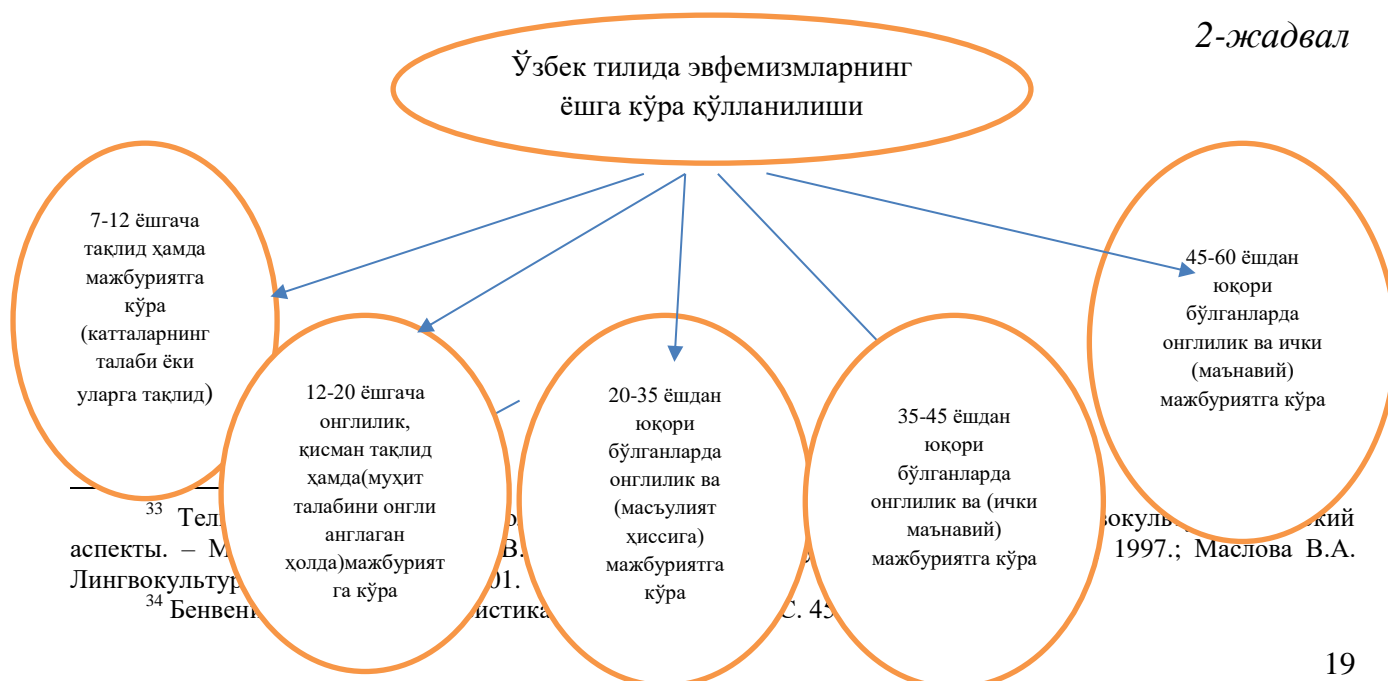 2-жадвал
Ўзбек тилида эвфемизмларнинг
ёшга кўра қўлланилиши
7-12 ёшгача
тақлид ҳамда
мажбуриятга
кўра
(катталарнинг
талаби ёки
уларга тақлид)
12-20 ёшгача
онглилик,
қисман тақлид
ҳамда(муҳит
талабини онгли
англаган
ҳолда)мажбурият
га кўра
20-35 ёшдан
юқори
бўлганларда
онглилик ва
(масъулият
ҳиссига)
мажбуриятга
кўра
35-45 ёшдан
юқори
бўлганларда
онглилик ва (ички
маънавий)
мажбуриятга кўра
45-60 ёшдан
юқори
бўлганларда
онглилик ва ички
(маънавий)
мажбуриятга кўра
33
аспекты. – М 1997.; Маслова В.А.
34 С. 45
19